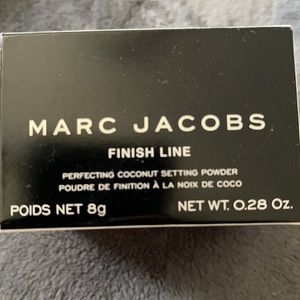 MARC JACOBS
FINISH LINE
PERFECTING COCONUT SETTING POWDER
POUDRE DE FINITION À LA NOIX DE COCO
POIDS NET 8g NET WT. 0.28 Oz.